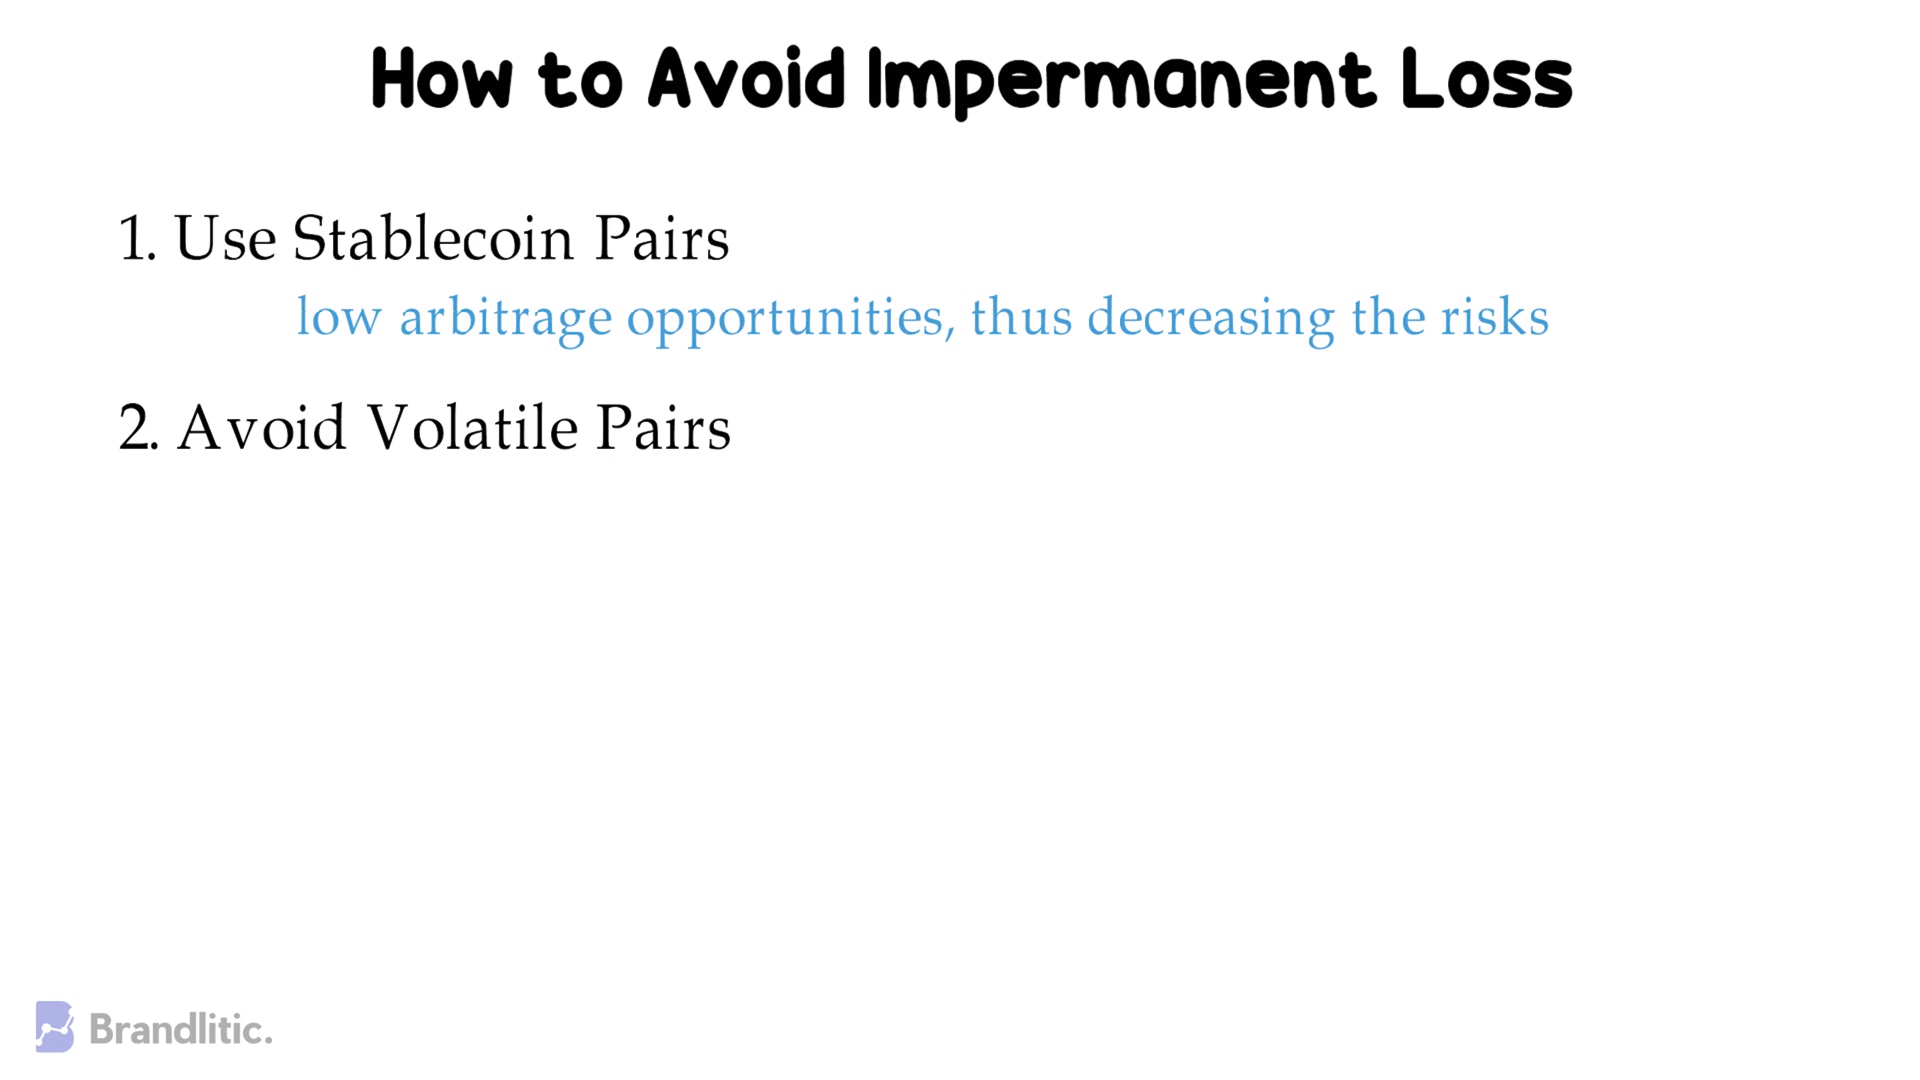 How to Avoid Impermanent Loss
1. Use Stablecoin Pairs
low arbitrage opportunities, thus decreasing the risks
2. Avoid Volatile Pairs
Brandlitic.